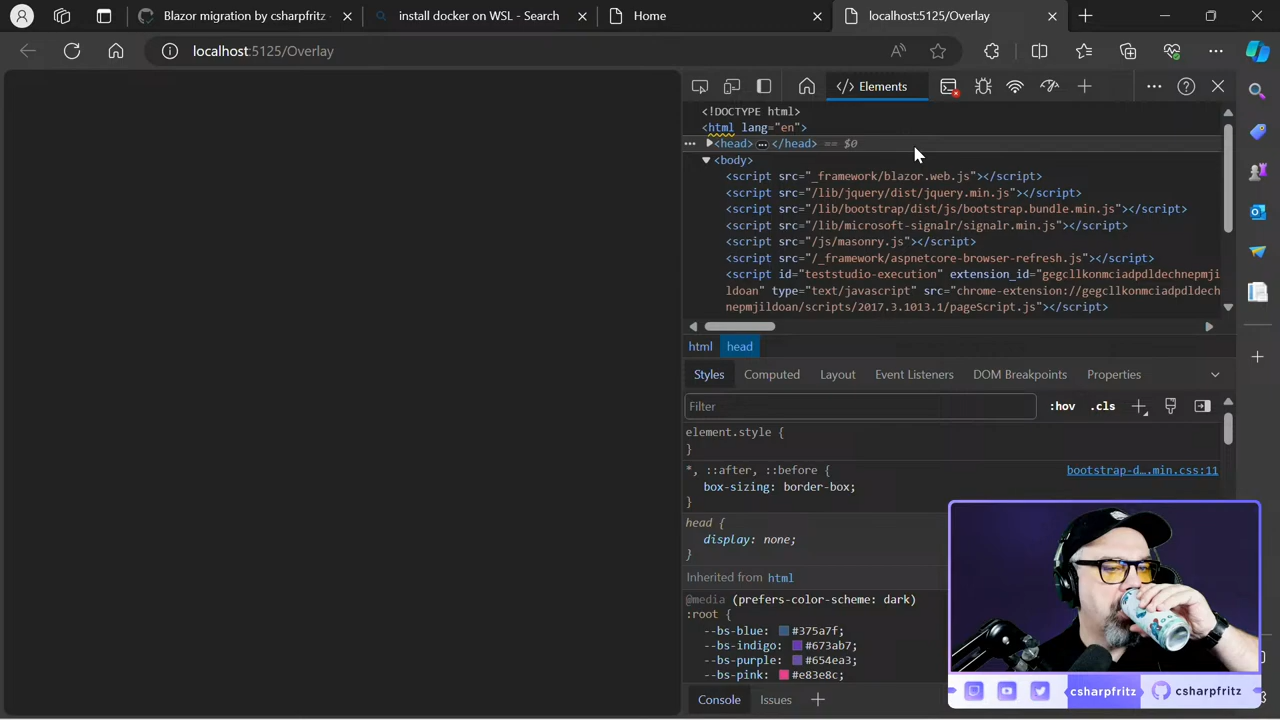 Blazor migration by csharpfritz
install docker on WSL - Search
Home
localhost:5125/Overlay
localhost:5125/Overlay
Elements
<!DOCTYPE html>
<html lang="en">
<head> … </head> == $0
<body>
<script src="_framework/blazor.web.js"></script>
<script src="/lib/jquery/dist/jquery.min.js"></script>
<script src="/lib/bootstrap/dist/js/bootstrap.bundle.min.js"></script>
<script src="/lib/microsoft-signalr/signalr.min.js"></script>
<script src="/js/masonry.js"></script>
<script src="/_framework/aspnetcore-browser-refresh.js"></script>
<script id="teststudio-execution" extension_id="gegcllkonmciadpdldechnepmji
ldoan" type="text/javascript" src="chrome-extension://gegcllkonmciadpldech
nepmjildoan/scripts/2017.3.1013.1/pageScript.js"></script>
html head
Styles Computed Layout Event Listeners DOM Breakpoints Properties
Filter
:hov .cls
element.style {
}
*, ::after, ::before {
bootstrap-d….min.css:11
box-sizing: border-box;
}
head {
display: none;
}
Inherited from html
@media (prefers-color-scheme: dark)
:root {
--bs-blue: #375a7f;
--bs-indigo: #673ab7;
--bs-purple: #654ea3;
--bs-pink: #e83e8c;
Console Issues
csharpfritz csharpfritz